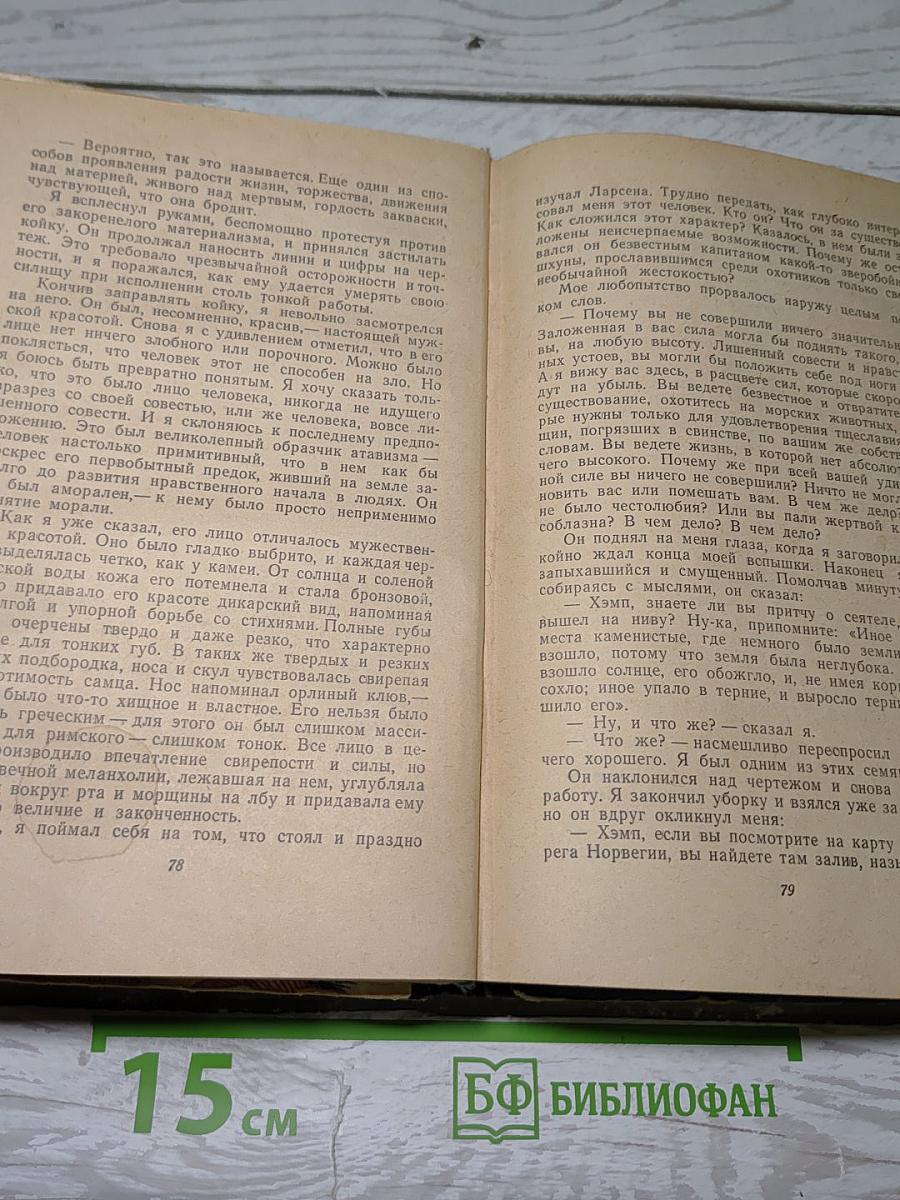 — Вероятно, так это называется. Еще один из спо-
собов проявления радости жизни, торжества, движения
над материей, живого над мертвым, гордость закваски,
чувствующей, что она бродит.
Я всплеснул руками, беспомощно протестуя против
его закоренелого материализма, и принялся застилать
койку. Он продолжал наносить линии и цифры на чер-
теж. Это требовало чрезвычайной осторожности и точ-
ности, и я поражался, как ему удается умерять свою
силищу при исполнении столь тонкой работы.
Кончив заправлять койку, я невольно засмотрелся
на него. Он был, несомненно, красив,— настоящей муж-
ской красотой. Снова я с удивлением отметил, что в его
лице нет ничего злобного или порочного. Можно было
поклясться, что человек этот не способен на зло. Но
я боюсь быть превратно понятым. Я хочу сказать толь-
ко, что это было лицо человека, никогда не идущего
вразрез со своей совестью, или же человека, вовсе ли-
шенного совести. И я склоняюсь к последнему предпо-
ожению. Это был великолепный образчик атавизма —
еловек настолько примитивный, что в нем как бы
оскрес его первобытный предок, живший на земле за-
лго до развития нравственного начала в людях. Он
был аморален,— к нему было просто неприменимо
нятие морали.
Как я уже сказал, его лицо отличалось мужествен-
красотой. Оно было гладко выбрито, и каждая чер-
выделялась четко, как у камеи. От солнца и соленой
ской воды кожа его потемнела и стала бронзовой,
о придавало его красоте дикарский вид, напоминая
лгой и упорной борьбе со стихиями. Полные губы
очерчены твердо и даже резко, что характерно
е для тонких губ. В таких же твердых и резких
х подбородка, носа и скул чувствовалась свирепая
отимость самца. Нос напоминал орлиный клюв,—
было что-то хищное и властное. Его нельзя было
ь греческим — для этого он был слишком масси-
для римского — слишком тонок. Все лицо в це-
роизводило впечатление свирепости и силы, но
вечной меланхолии, лежавшая на нем, углубляла
вокруг рта и морщины на лбу и придавала ему
о величие и законченность.
, я поймал себя на том, что стоял и праздно
78
изучал Ларсена. Трудно передать, как глубоко интер
совал меня этот человек. Кто он? Что он за существ
Как сложился этот характер? Казалось, в нем были з
ложены неисчерпаемые возможности. Почему же ост
вался он безвестным капитаном какой-то зверобойн
шхуны, прославившимся среди охотников только св
необычайной жестокостью?
Мое любопытство прорвалось наружу целым по
ком слов.
— Почему вы не совершили ничего значительн
Заложенная в вас сила могла бы поднять такого,
вы, на любую высоту. Лишенный совести и нравст
ных устоев, вы могли бы положить себе под ноги
А я вижу вас здесь, в расцвете сил, которые скоро
дут на убыль. Вы ведете безвестное и отвратите
существование, охотитесь на морских животных,
рые нужны только для удовлетворения тщеславия
щин, погрязших в свинстве, по вашим же собств
словам. Вы ведете жизнь, в которой нет абсолют
чего высокого. Почему же при всей вашей уди
ной силе вы ничего не совершили? Ничто не могл
новить вас или помешать вам. В чем же дело?
не было честолюбия? Или вы пали жертвой к
соблазна? В чем дело? В чем дело?
Он поднял на меня глаза, когда я заговорил
койно ждал конца моей вспышки. Наконец я
запыхавшийся и смущенный. Помолчав минуту
собираясь с мыслями, он сказал:
— Хэмп, знаете ли вы притчу о сеятеле,
вышел на ниву? Ну-ка, припомните: «Иное
места каменистые, где немного было земли
взошло, потому что земля была неглубока.
взошло солнце, его обожгло, и, не имея корн
сохло; иное упало в терние, и выросло терни
шило его».
— Ну, и что же? — сказал я.
— Что же? — насмешливо переспросил
чего хорошего. Я был одним из этих семян
Он наклонился над чертежом и снова
работу. Я закончил уборку и взялся уже за
но он вдруг окликнул меня:
— Хэмп, если вы посмотрите на карту
рега Норвегии, вы найдете там залив, назы
79
15 см
БФ БИБЛИОФАН